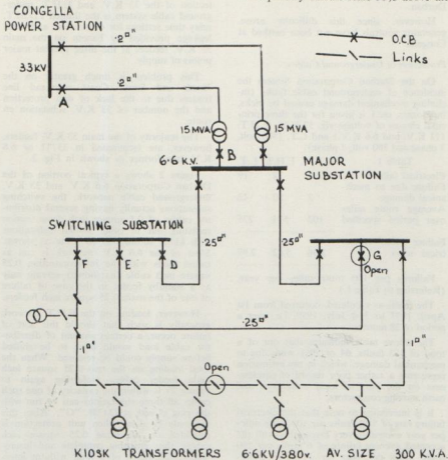 CONGELLA
POWER STATION
.2□"
X O.C.B
Links
33KV
.2□"
A
15 MVA
15 MVA
B
6·6 K.V.
MAJOR
SUBSTATION
SWITCHING SUBSTATION
.25□"
.25□"
F
E
D
G
Open
.25□"
.1□"
.1□"
Open
KIOSK TRANSFORMERS 6·6KV/380v. AV. SIZE 300 K.V.A.